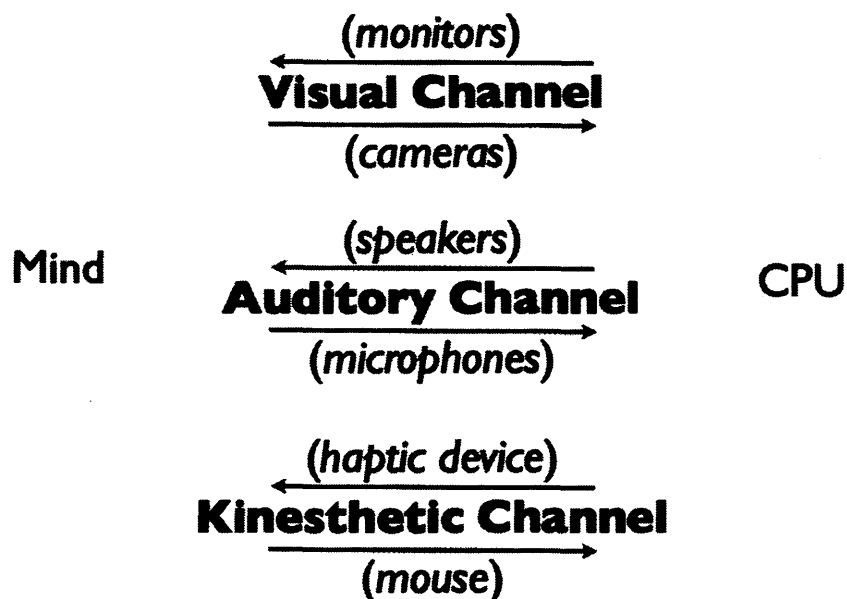 (monitors)
Visual Channel
(cameras)
Mind
(speakers)
Auditory Channel
(microphones)
CPU
(haptic device)
Kinesthetic Channel
(mouse)